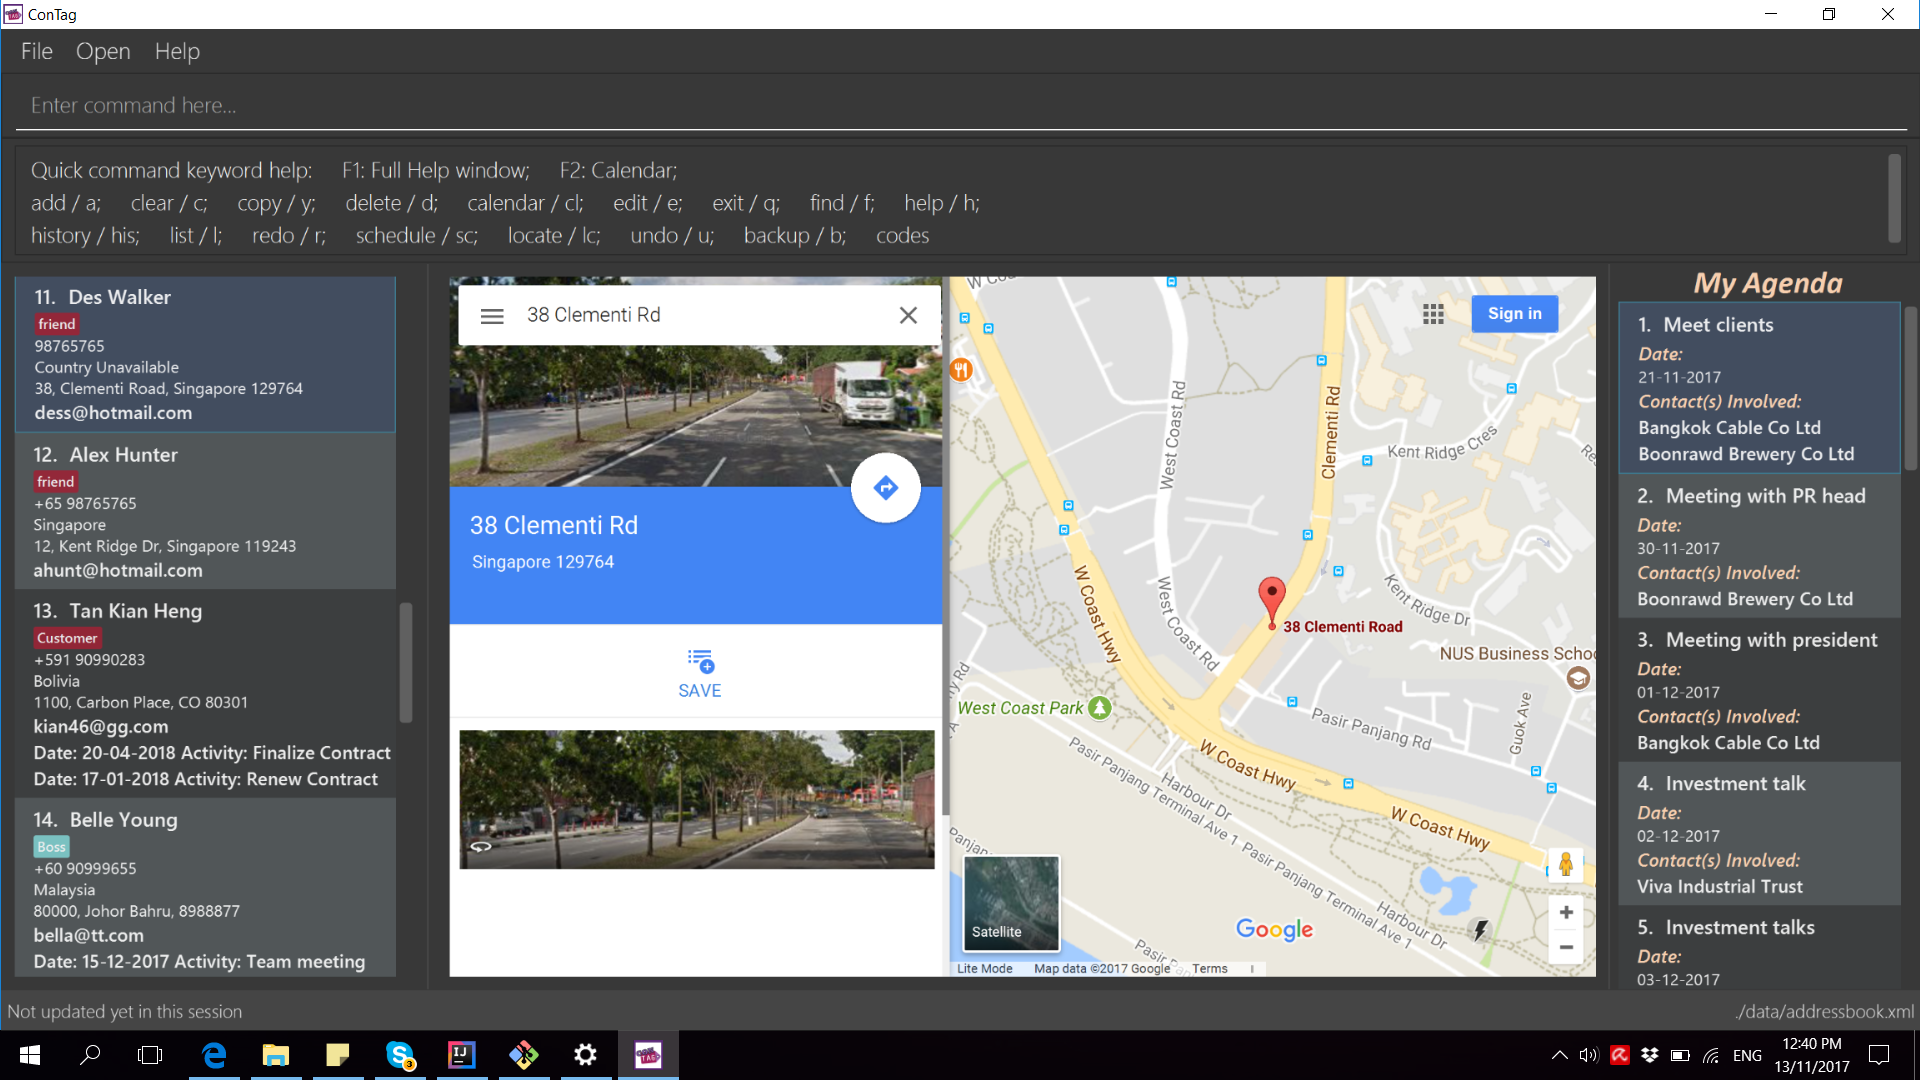 ConTag
File Open Help
Enter command here...
Quick command keyword help: F1: Full Help window; F2: Calendar;
add / a; clear / c; copy / y; delete / d; calendar / cl; edit / e; exit / q; find / f; help / h;
history / his; list / l; redo / r; schedule / sc; locate / lc; undo / u; backup / b; codes
11. Des Walker
friend
98765765
Country Unavailable
38, Clementi Road, Singapore 129764
dess@hotmail.com
12. Alex Hunter
friend
+65 98765765
Singapore
12, Kent Ridge Dr, Singapore 119243
ahunt@hotmail.com
13. Tan Kian Heng
Customer
+591 90990283
Bolivia
1100, Carbon Place, CO 80301
kian46@gg.com
Date: 20-04-2018 Activity: Finalize Contract
Date: 17-01-2018 Activity: Renew Contract
14. Belle Young
Boss
+60 90999655
Malaysia
80000, Johor Bahru, 8988877
bella@tt.com
Date: 15-12-2017 Activity: Team meeting
38 Clementi Rd
38 Clementi Rd
Singapore 129764
SAVE
Sign in
West Coast Rd
Clementi Rd
Kent Ridge Cres
W Coast Hwy
West Coast Rd
Kent Ridge Dr
38 Clementi Road
NUS Business Schoo
West Coast Park
Pasir Panjang Rd
Guok Ave
W Coast Hwy
Harbour Dr
Pasir Panjang Terminal Ave 1
W Coast Hwy
Pasir Panjang Terminal Ave 1
Harbour Dr
Satellite
Google
Lite Mode Map data ©2017 Google Terms
My Agenda
1. Meet clients
Date:
21-11-2017
Contact(s) Involved:
Bangkok Cable Co Ltd
Boonrawd Brewery Co Ltd
2. Meeting with PR head
Date:
30-11-2017
Contact(s) Involved:
Boonrawd Brewery Co Ltd
3. Meeting with president
Date:
01-12-2017
Contact(s) Involved:
Bangkok Cable Co Ltd
4. Investment talk
Date:
02-12-2017
Contact(s) Involved:
Viva Industrial Trust
5. Investment talks
Date:
03-12-2017
Not updated yet in this session
./data/addressbook.xml
3
IJ
ENG
12:40 PM
13/11/2017